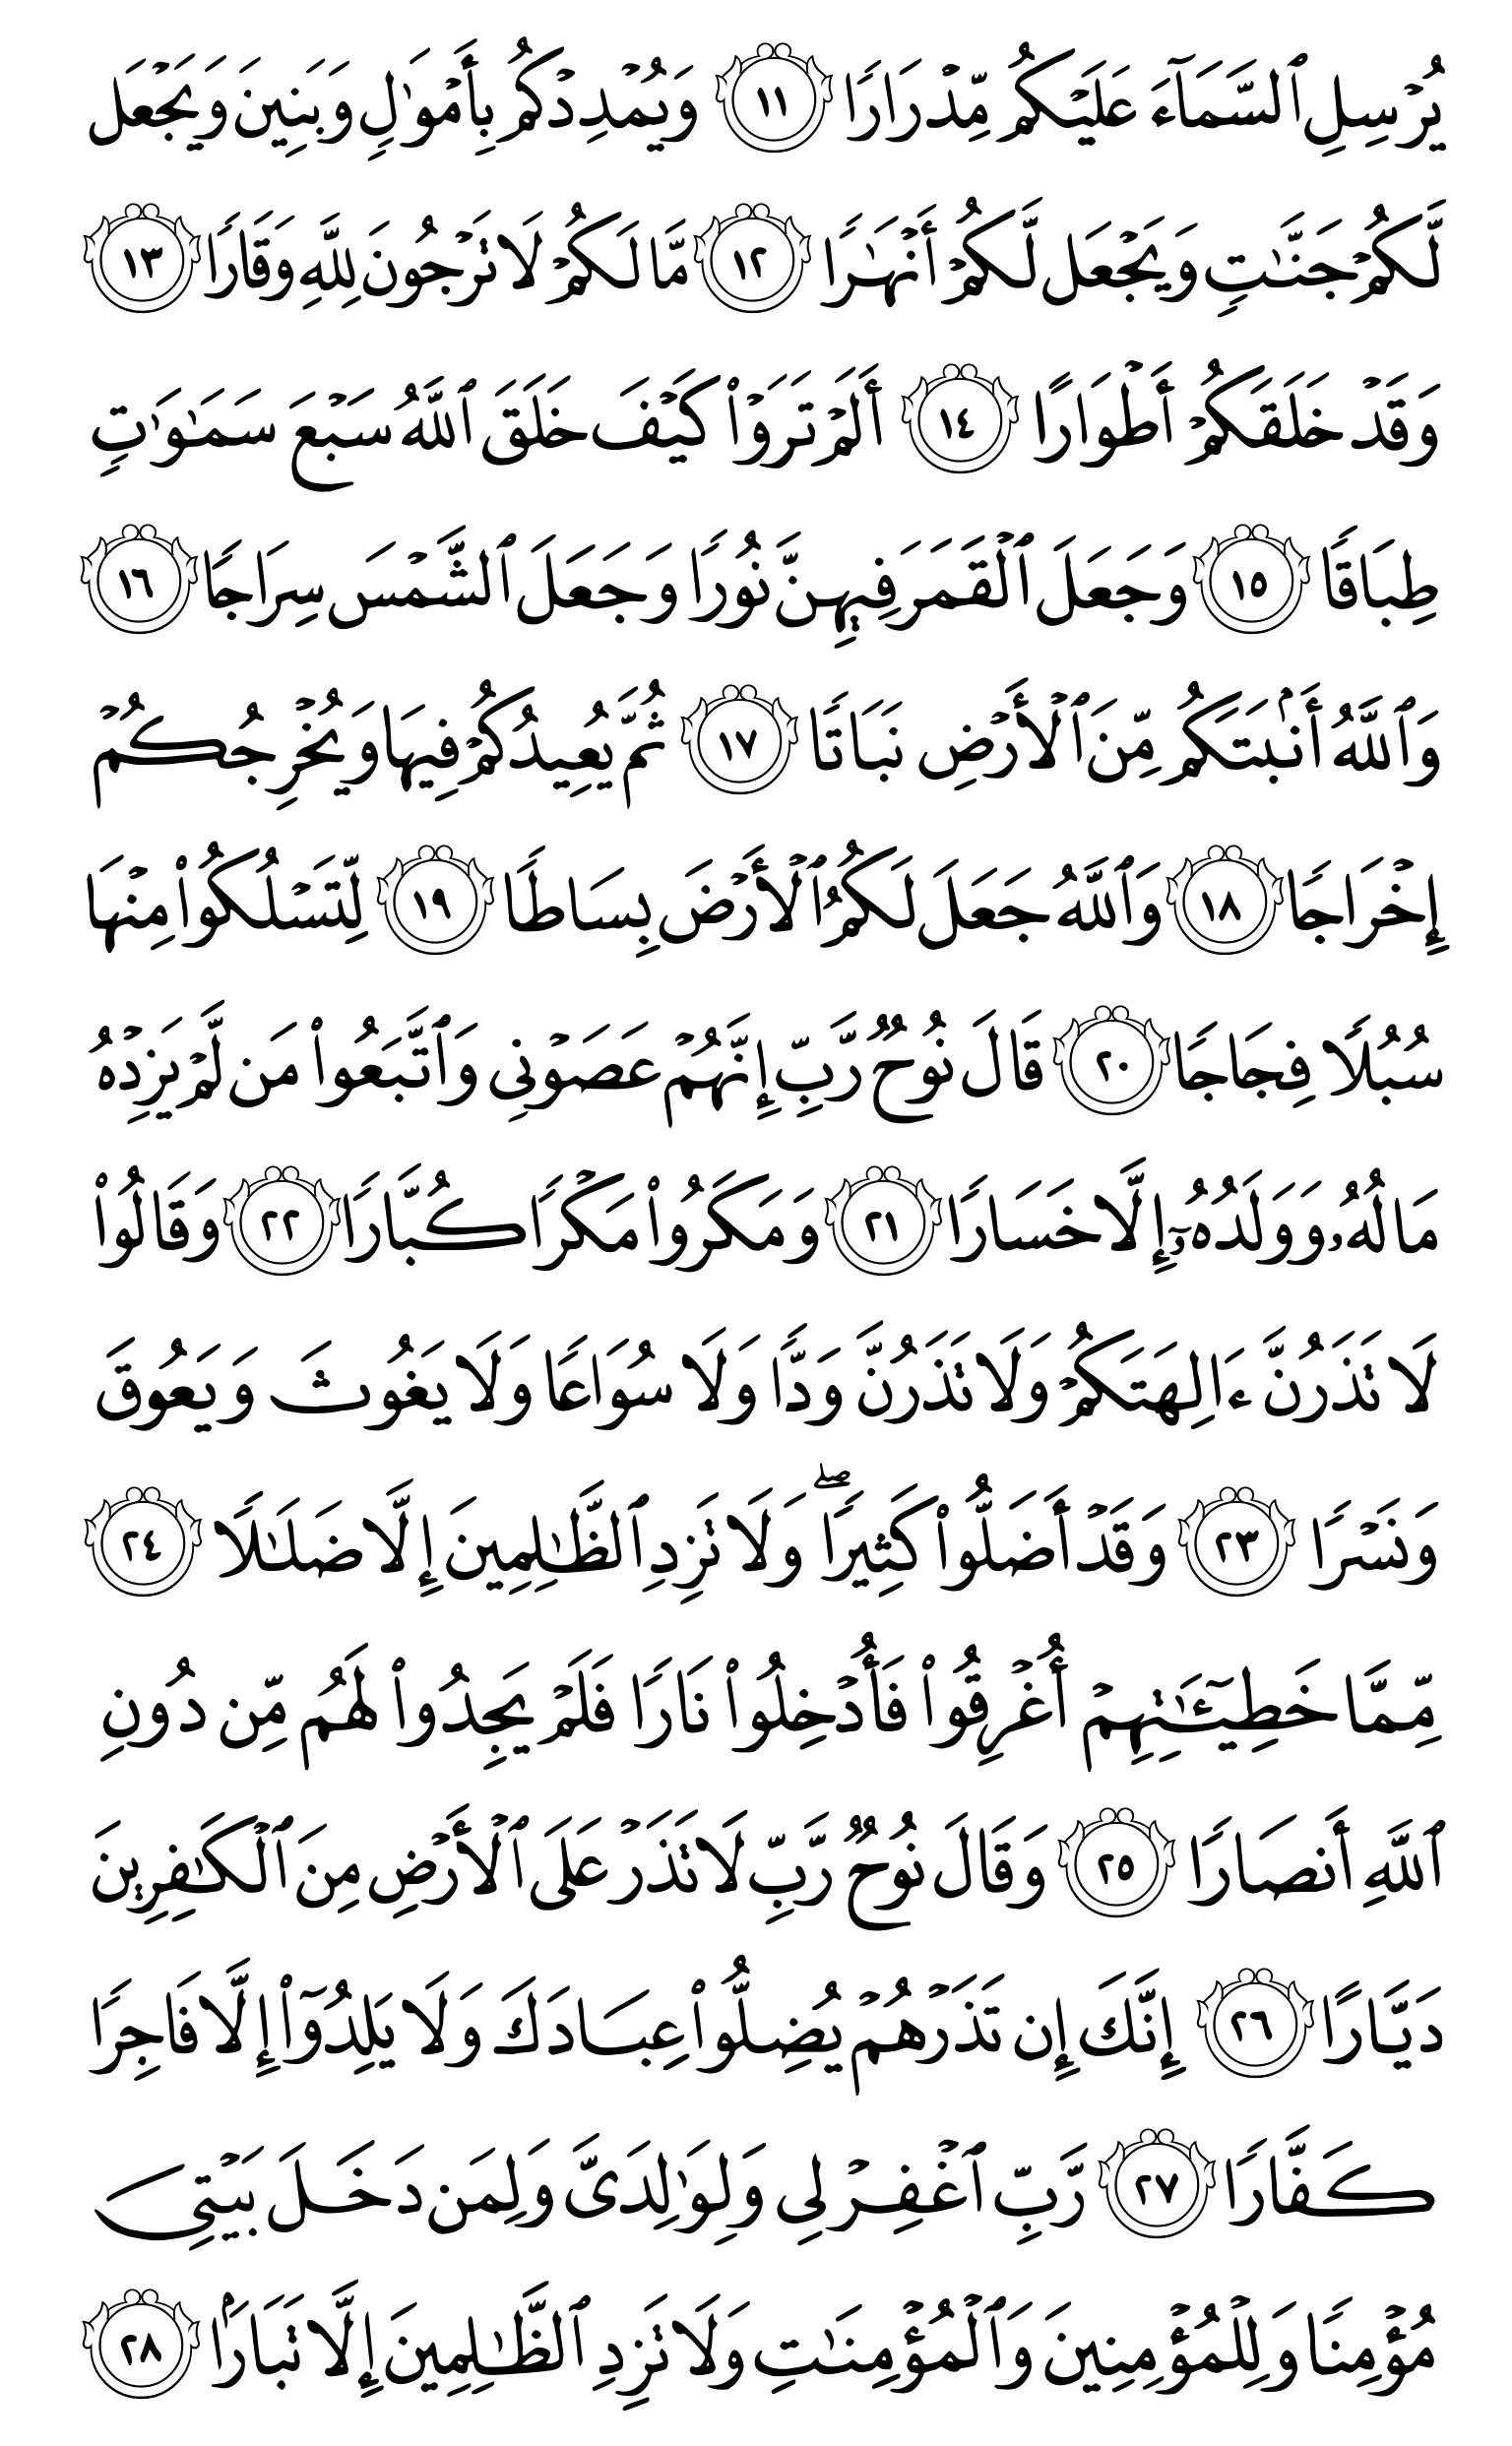 يُرۡسِلِ ٱلسَّمَآءَ عَلَيۡكُم مِّدۡرَارٗا ١١ وَيُمۡدِدۡكُم بِأَمۡوَٰلٖ وَبَنِينَ وَيَجۡعَل
لَّكُمۡ جَنَّٰتٖ وَيَجۡعَل لَّكُمۡ أَنۡهَٰرٗا ١٢ مَّا لَكُمۡ لَا تَرۡجُونَ لِلَّهِ وَقَارٗا ١٣
وَقَدۡ خَلَقَكُمۡ أَطۡوَارًا ١٤ أَلَمۡ تَرَوۡاْ كَيۡفَ خَلَقَ ٱللَّهُ سَبۡعَ سَمَٰوَٰتٖ
طِبَاقٗا ١٥ وَجَعَلَ ٱلۡقَمَرَ فِيهِنَّ نُورٗا وَجَعَلَ ٱلشَّمۡسَ سِرَاجٗا ١٦
وَٱللَّهُ أَنۢبَتَكُم مِّنَ ٱلۡأَرۡضِ نَبَاتٗا ١٧ ثُمَّ يُعِيدُكُمۡ فِيهَا وَيُخۡرِجُكُمۡ
إِخۡرَاجٗا ١٨ وَٱللَّهُ جَعَلَ لَكُمُ ٱلۡأَرۡضَ بِسَاطٗا ١٩ لِّتَسۡلُكُواْ مِنۡهَا
سُبُلٗا فِجَاجٗا ٢٠ قَالَ نُوحٞ رَّبِّ إِنَّهُمۡ عَصَوۡنِي وَٱتَّبَعُواْ مَن لَّمۡ يَزِدۡهُ
مَالُهُۥ وَوَلَدُهُۥٓ إِلَّا خَسَارٗا ٢١ وَمَكَرُواْ مَكۡرٗا كُبَّارٗا ٢٢ وَقَالُواْ
لَا تَذَرُنَّ ءَالِهَتَكُمۡ وَلَا تَذَرُنَّ وَدّٗا وَلَا سُوَاعٗا وَلَا يَغُوثَ وَيَعُوقَ
وَنَسۡرٗا ٢٣ وَقَدۡ أَضَلُّواْ كَثِيرٗاۖ وَلَا تَزِدِ ٱلظَّٰلِمِينَ إِلَّا ضَلَٰلٗا ٢٤
مِّمَّا خَطِيٓـَٰٔتِهِمۡ أُغۡرِقُواْ فَأُدۡخِلُواْ نَارٗا فَلَمۡ يَجِدُواْ لَهُم مِّن دُونِ
ٱللَّهِ أَنصَارٗا ٢٥ وَقَالَ نُوحٞ رَّبِّ لَا تَذَرۡ عَلَى ٱلۡأَرۡضِ مِنَ ٱلۡكَٰفِرِينَ
دَيَّارًا ٢٦ إِنَّكَ إِن تَذَرۡهُمۡ يُضِلُّواْ عِبَادَكَ وَلَا يَلِدُوٓاْ إِلَّا فَاجِرٗا
كَفَّارٗا ٢٧ رَّبِّ ٱغۡفِرۡ لِي وَلِوَٰلِدَيَّ وَلِمَن دَخَلَ بَيۡتِيَ
مُؤۡمِنٗا وَلِلۡمُؤۡمِنِينَ وَٱلۡمُؤۡمِنَٰتِۖ وَلَا تَزِدِ ٱلظَّٰلِمِينَ إِلَّا تَبَارَۢا ٢٨